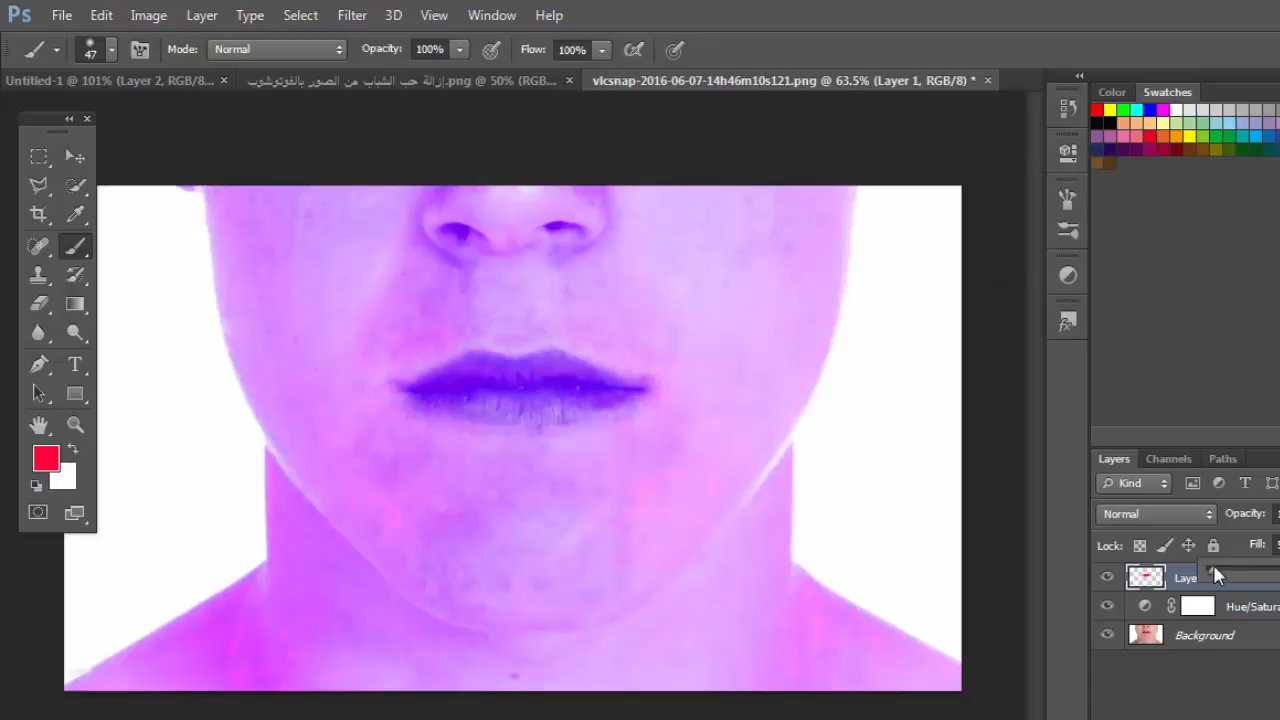 Ps File Edit Image Layer Type Select Filter 3D View Window Help
47 Mode: Normal Opacity: 100% Flow: 100%
Untitled-1 @ 101% (Layer 2, RGB/8... × إزالة حب الشباب من الصور بالفوتوشوب.png @ 50% (RGB... × vlcsnap-2016-06-07-14h46m10s121.png @ 63.5% (Layer 1, RGB/8) * ×
Color Swatches
T
Layers Channels Paths
Kind T
Normal Opacity:
Lock: Fill:
Laye
Hue/Satura
Background
fx